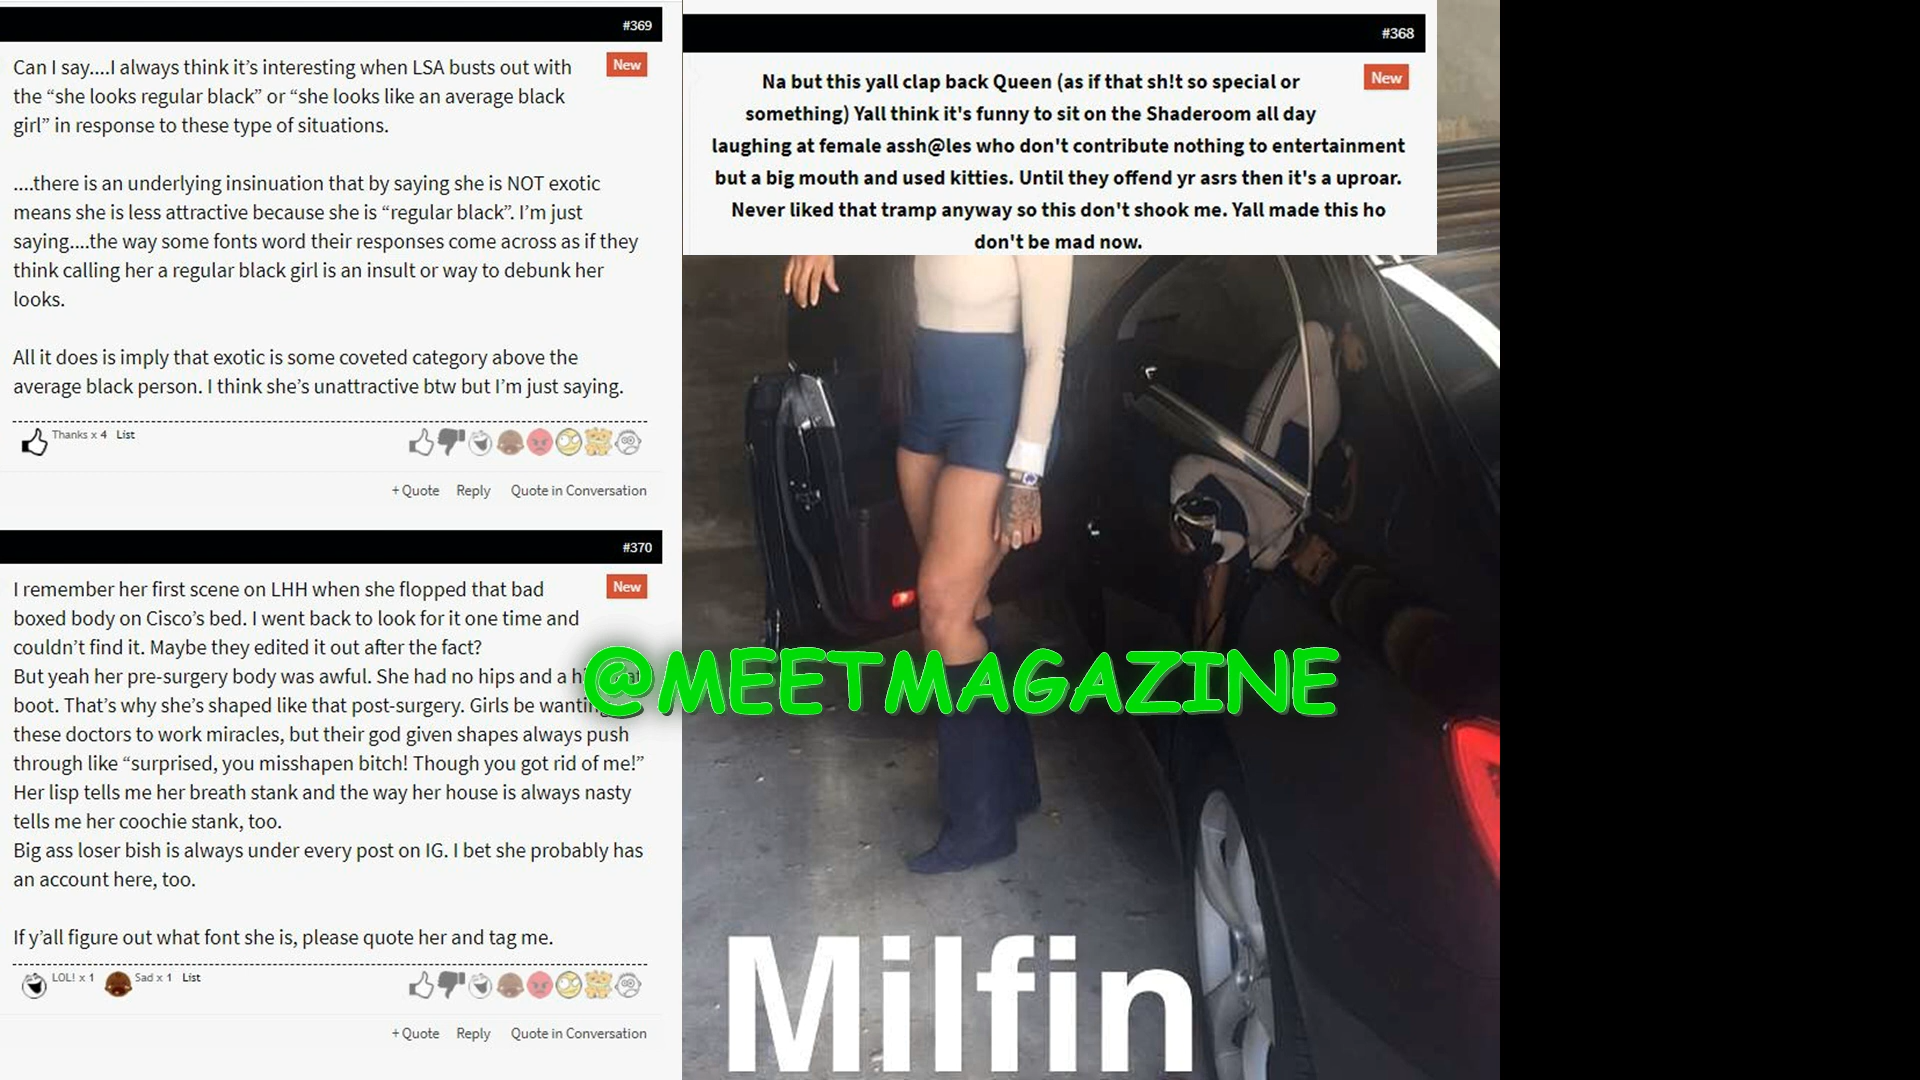 #369
New
Can I say....I always think it’s interesting when LSA busts out with
the “she looks regular black” or “she looks like an average black
girl” in response to these type of situations.
....there is an underlying insinuation that by saying she is NOT exotic
means she is less attractive because she is “regular black”. I’m just
saying....the way some fonts word their responses come across as if they
think calling her a regular black girl is an insult or way to debunk her
looks.
All it does is imply that exotic is some coveted category above the
average black person. I think she’s unattractive btw but I’m just saying.
Thanks x 4 List
+ Quote Reply Quote in Conversation
#370
New
I remember her first scene on LHH when she flopped that bad
boxed body on Cisco’s bed. I went back to look for it one time and
couldn’t find it. Maybe they edited it out after the fact?
But yeah her pre-surgery body was awful. She had no hips and a
boot. That’s why she’s shaped like that post-surgery. Girls be wanting
these doctors to work miracles, but their god given shapes always push
through like “surprised, you misshapen bitch! Though you got rid of me!”
Her lisp tells me her breath stank and the way her house is always nasty
tells me her coochie stank, too.
Big ass loser bish is always under every post on IG. I bet she probably has
an account here, too.
If y’all figure out what font she is, please quote her and tag me.
LOL! x 1 Sad x 1 List
+ Quote Reply Quote in Conversation
#368
New
Na but this yall clap back Queen (as if that sh!t so special or
something) Yall think it's funny to sit on the Shaderoom all day
laughing at female assh@les who don't contribute nothing to entertainment
but a big mouth and used kitties. Until they offend yr asrs then it's a uproar.
Never liked that tramp anyway so this don't shook me. Yall made this ho
don't be mad now.
@MEETMAGAZINE
Milfin